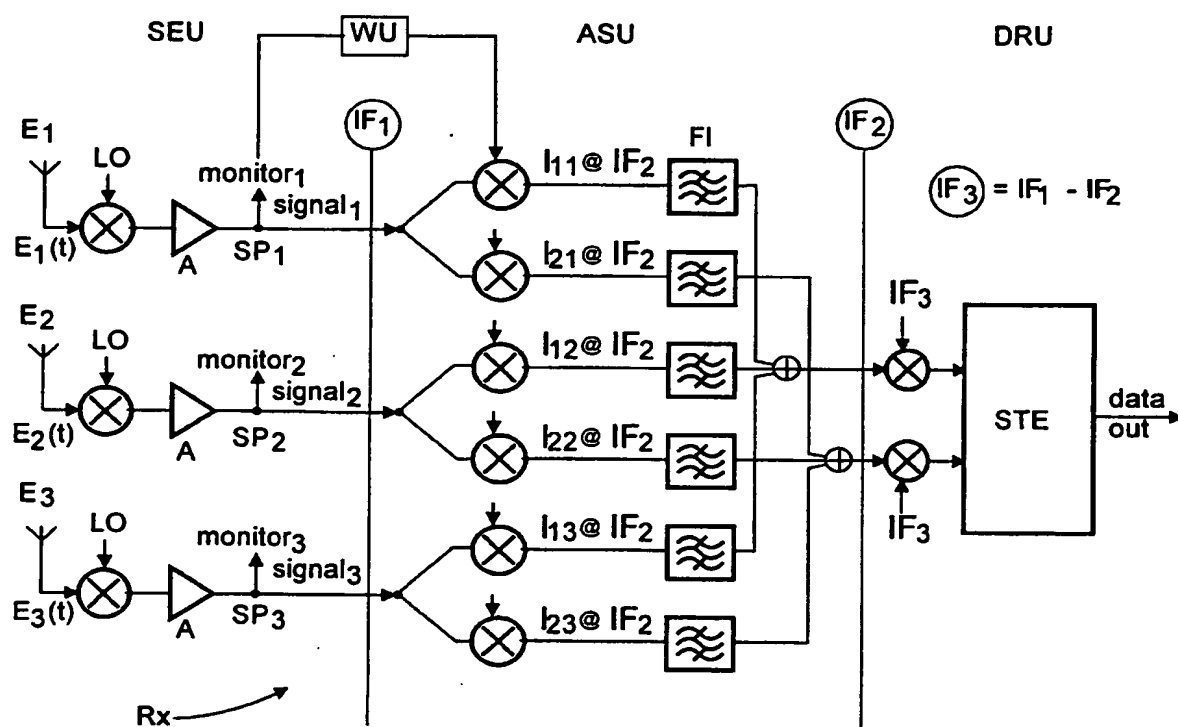 SEU
WU
ASU
DRU
E1
LO
monitor1
signal1
E1(t)
A
SP1
IF1
I11@ IF2
FI
IF2
IF3 = IF1 - IF2
I21@ IF2
E2
LO
monitor2
signal2
E2(t)
A
SP2
I12@ IF2
I22@ IF2
IF3
IF3
STE
data
out
E3
LO
monitor3
signal3
E3(t)
A
SP3
I13@ IF2
I23@ IF2
Rx